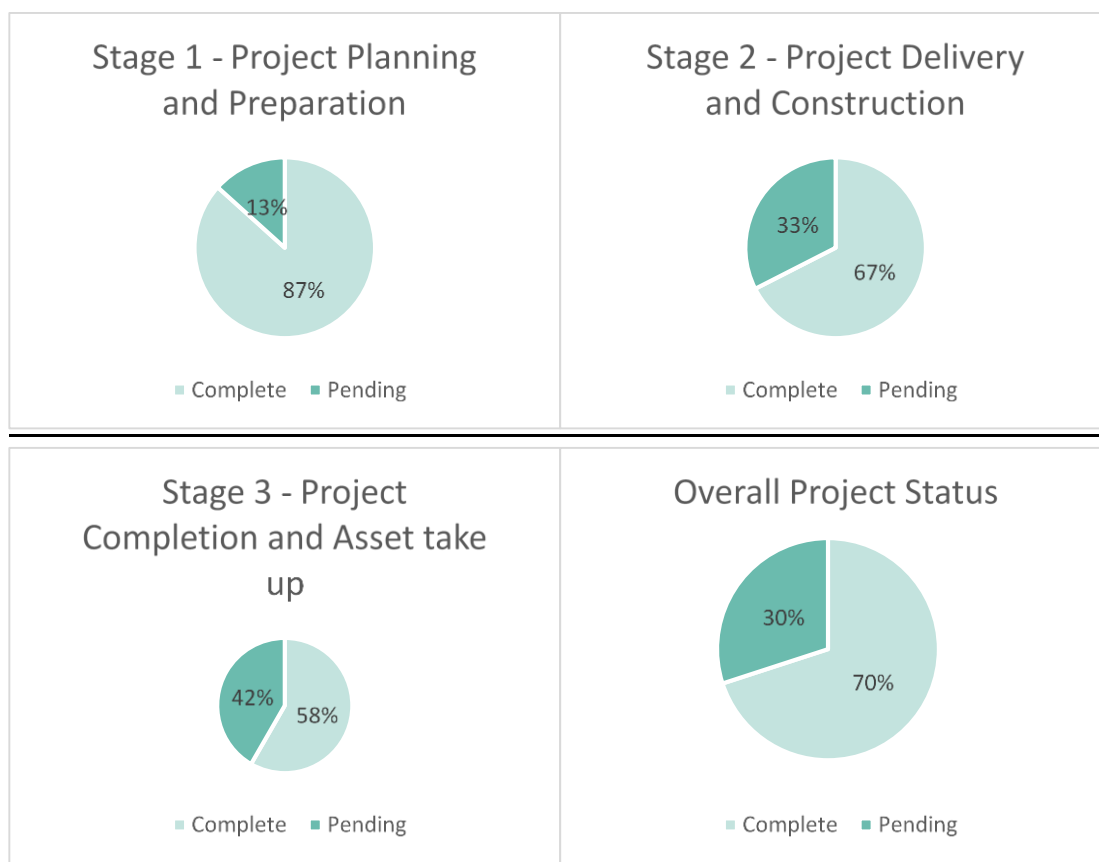 Stage 1 - Project Planning
and Preparation
13%
87%
Complete Pending
Stage 2 - Project Delivery
and Construction
33%
67%
Complete Pending
Stage 3 - Project
Completion and Asset take
up
42%
58%
Complete Pending
Overall Project Status
30%
70%
Complete Pending